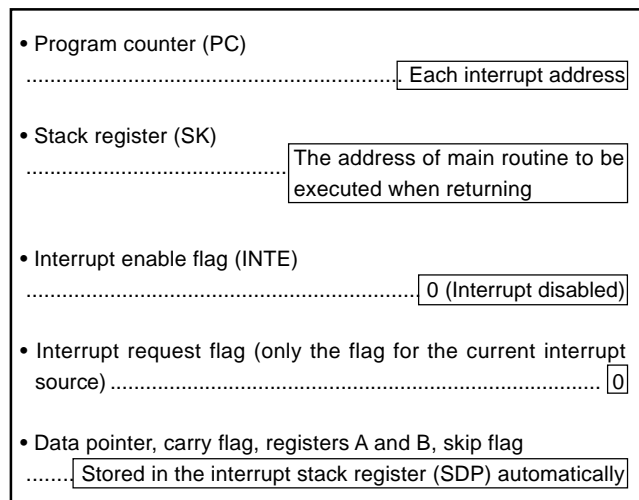 • Program counter (PC)
............................................................... Each interrupt address
• Stack register (SK)
........................................... The address of main routine to be
executed when returning
• Interrupt enable flag (INTE)
.................................................................. 0 (Interrupt disabled)
• Interrupt request flag (only the flag for the current interrupt
source) ................................................................................. 0
• Data pointer, carry flag, registers A and B, skip flag
........ Stored in the interrupt stack register (SDP) automatically